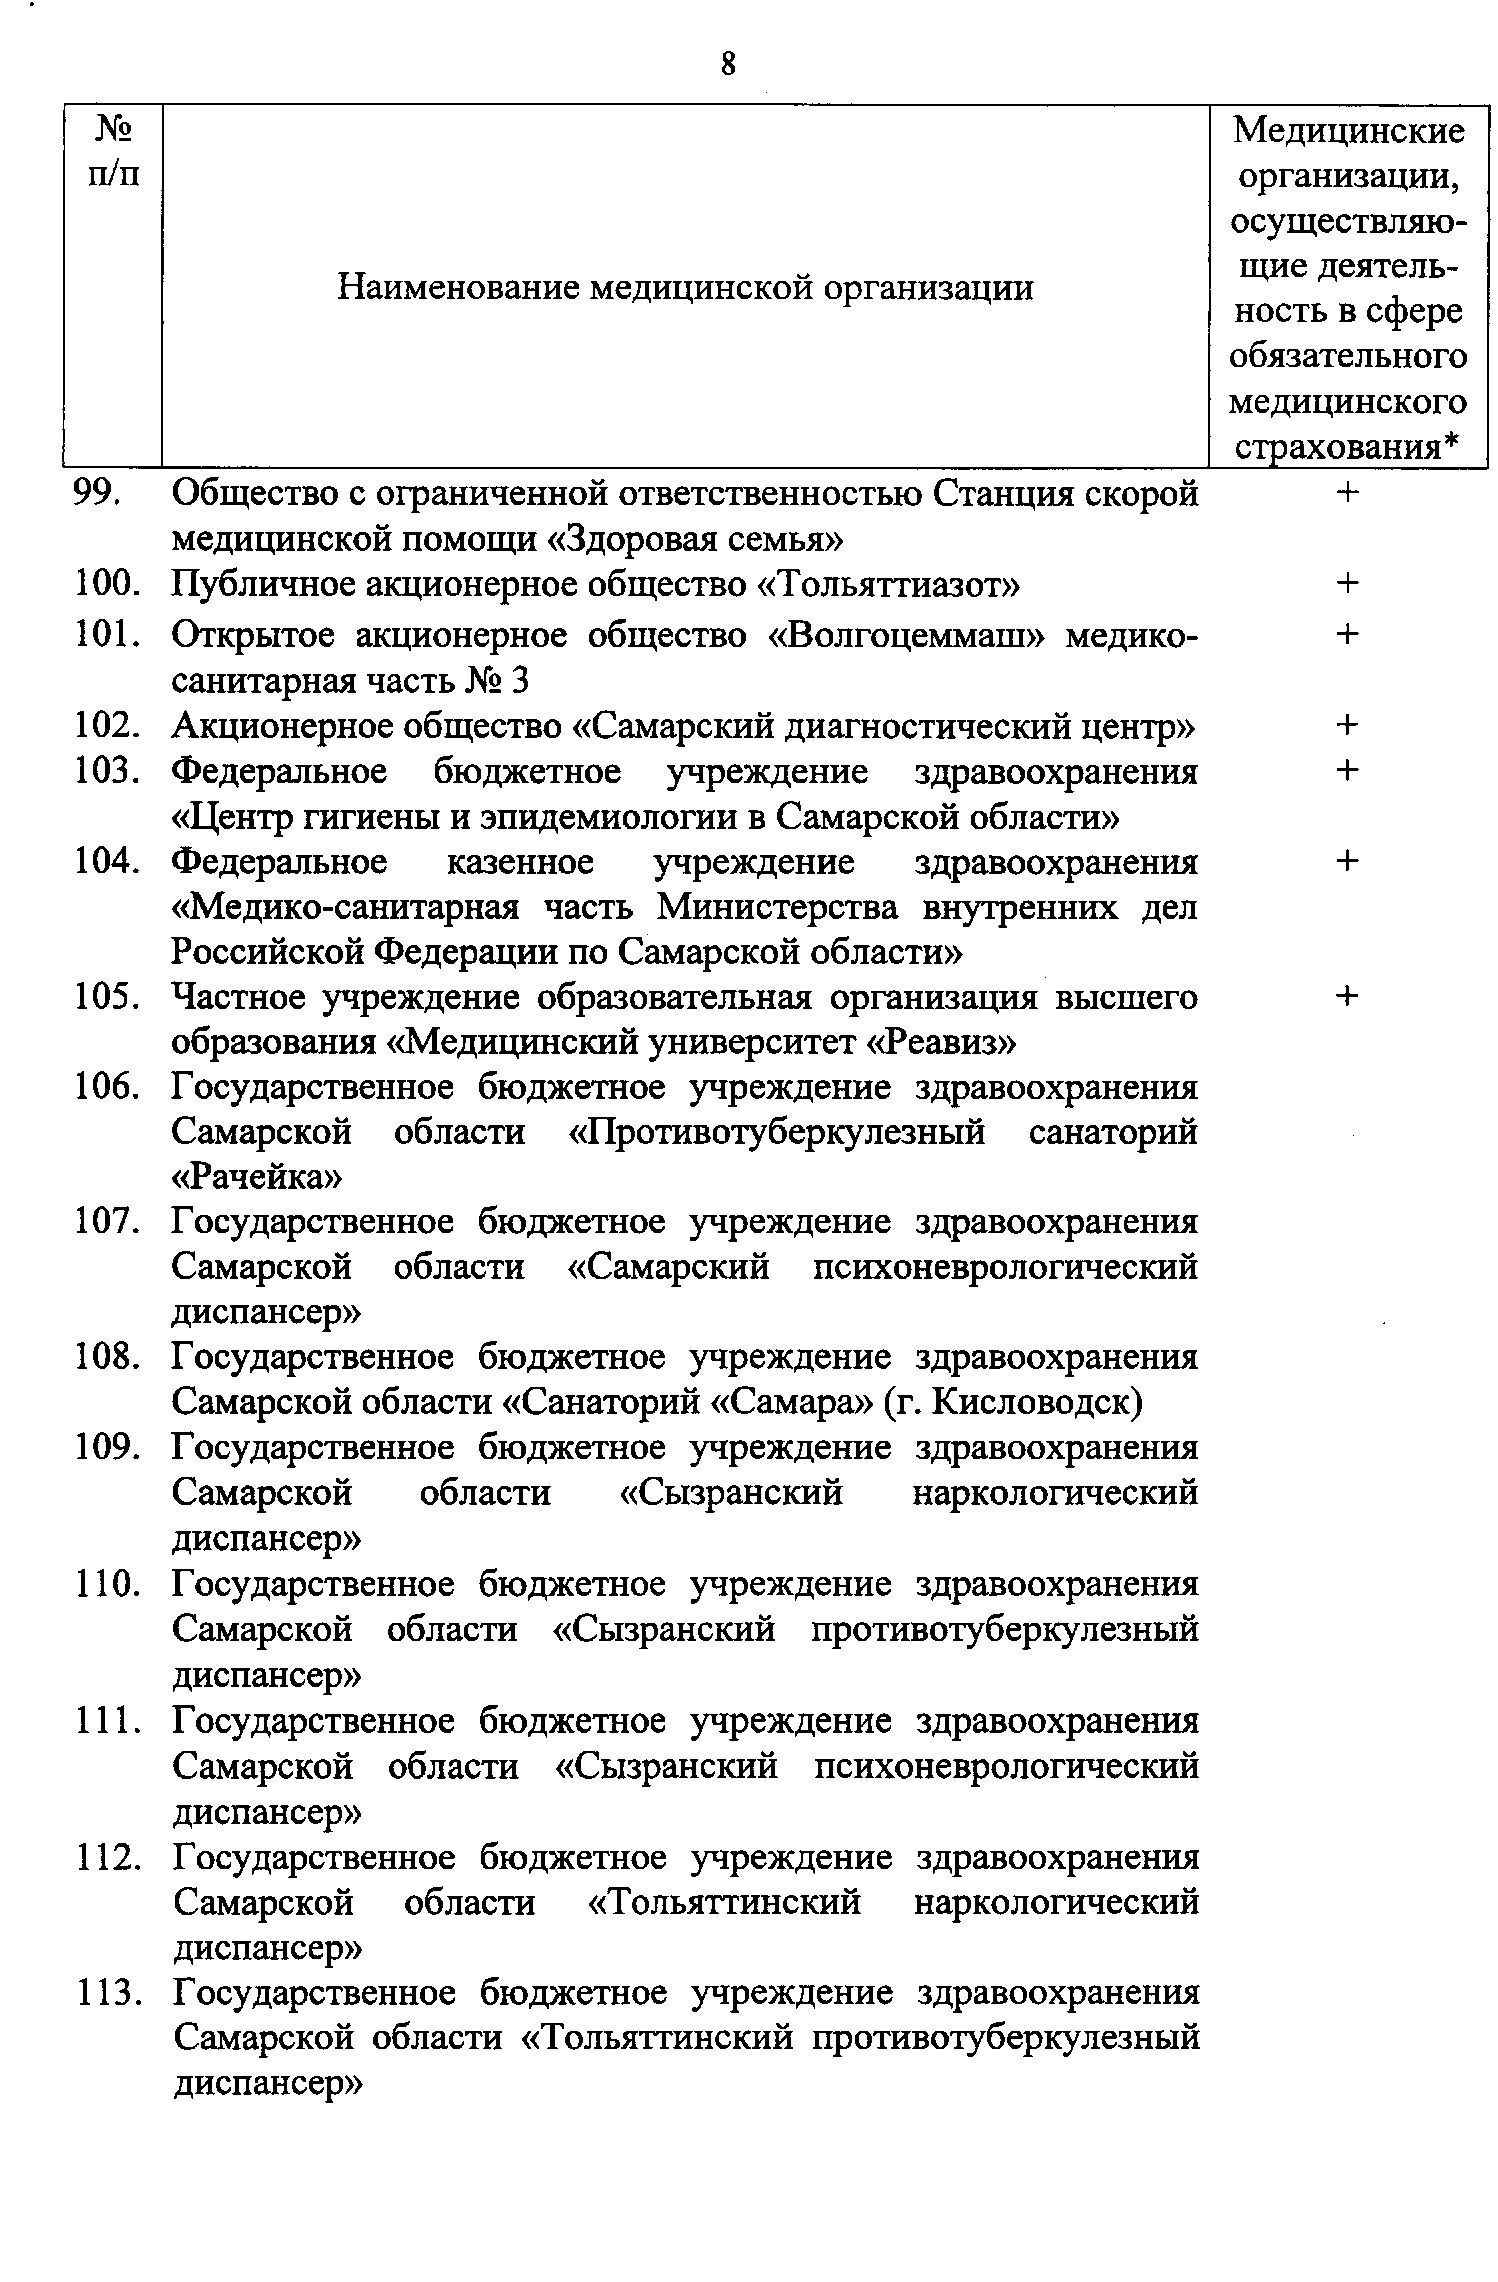 8
№
п/п
Наименование медицинской организации
Медицинские
организации,
осуществляю-
щие деятель-
ность в сфере
обязательного
медицинского
страхования*
99. Общество с ограниченной ответственностью Станция скорой +
медицинской помощи «Здоровая семья»
100. Публичное акционерное общество «Тольяттиазот» +
101. Открытое акционерное общество «Волгоцеммаш» медико- +
санитарная часть № 3
102. Акционерное общество «Самарский диагностический центр» +
103. Федеральное бюджетное учреждение здравоохранения +
«Центр гигиены и эпидемиологии в Самарской области»
104. Федеральное казенное учреждение здравоохранения +
«Медико-санитарная часть Министерства внутренних дел
Российской Федерации по Самарской области»
105. Частное учреждение образовательная организация высшего +
образования «Медицинский университет «Реавиз»
106. Государственное бюджетное учреждение здравоохранения
Самарской области «Противотуберкулезный санаторий
«Рачейка»
107. Государственное бюджетное учреждение здравоохранения
Самарской области «Самарский психоневрологический
диспансер»
108. Государственное бюджетное учреждение здравоохранения
Самарской области «Санаторий «Самара» (г. Кисловодск)
109. Государственное бюджетное учреждение здравоохранения
Самарской области «Сызранский наркологический
диспансер»
110. Государственное бюджетное учреждение здравоохранения
Самарской области «Сызранский противотуберкулезный
диспансер»
111. Государственное бюджетное учреждение здравоохранения
Самарской области «Сызранский психоневрологический
диспансер»
112. Государственное бюджетное учреждение здравоохранения
Самарской области «Тольяттинский наркологический
диспансер»
113. Государственное бюджетное учреждение здравоохранения
Самарской области «Тольяттинский противотуберкулезный
диспансер»